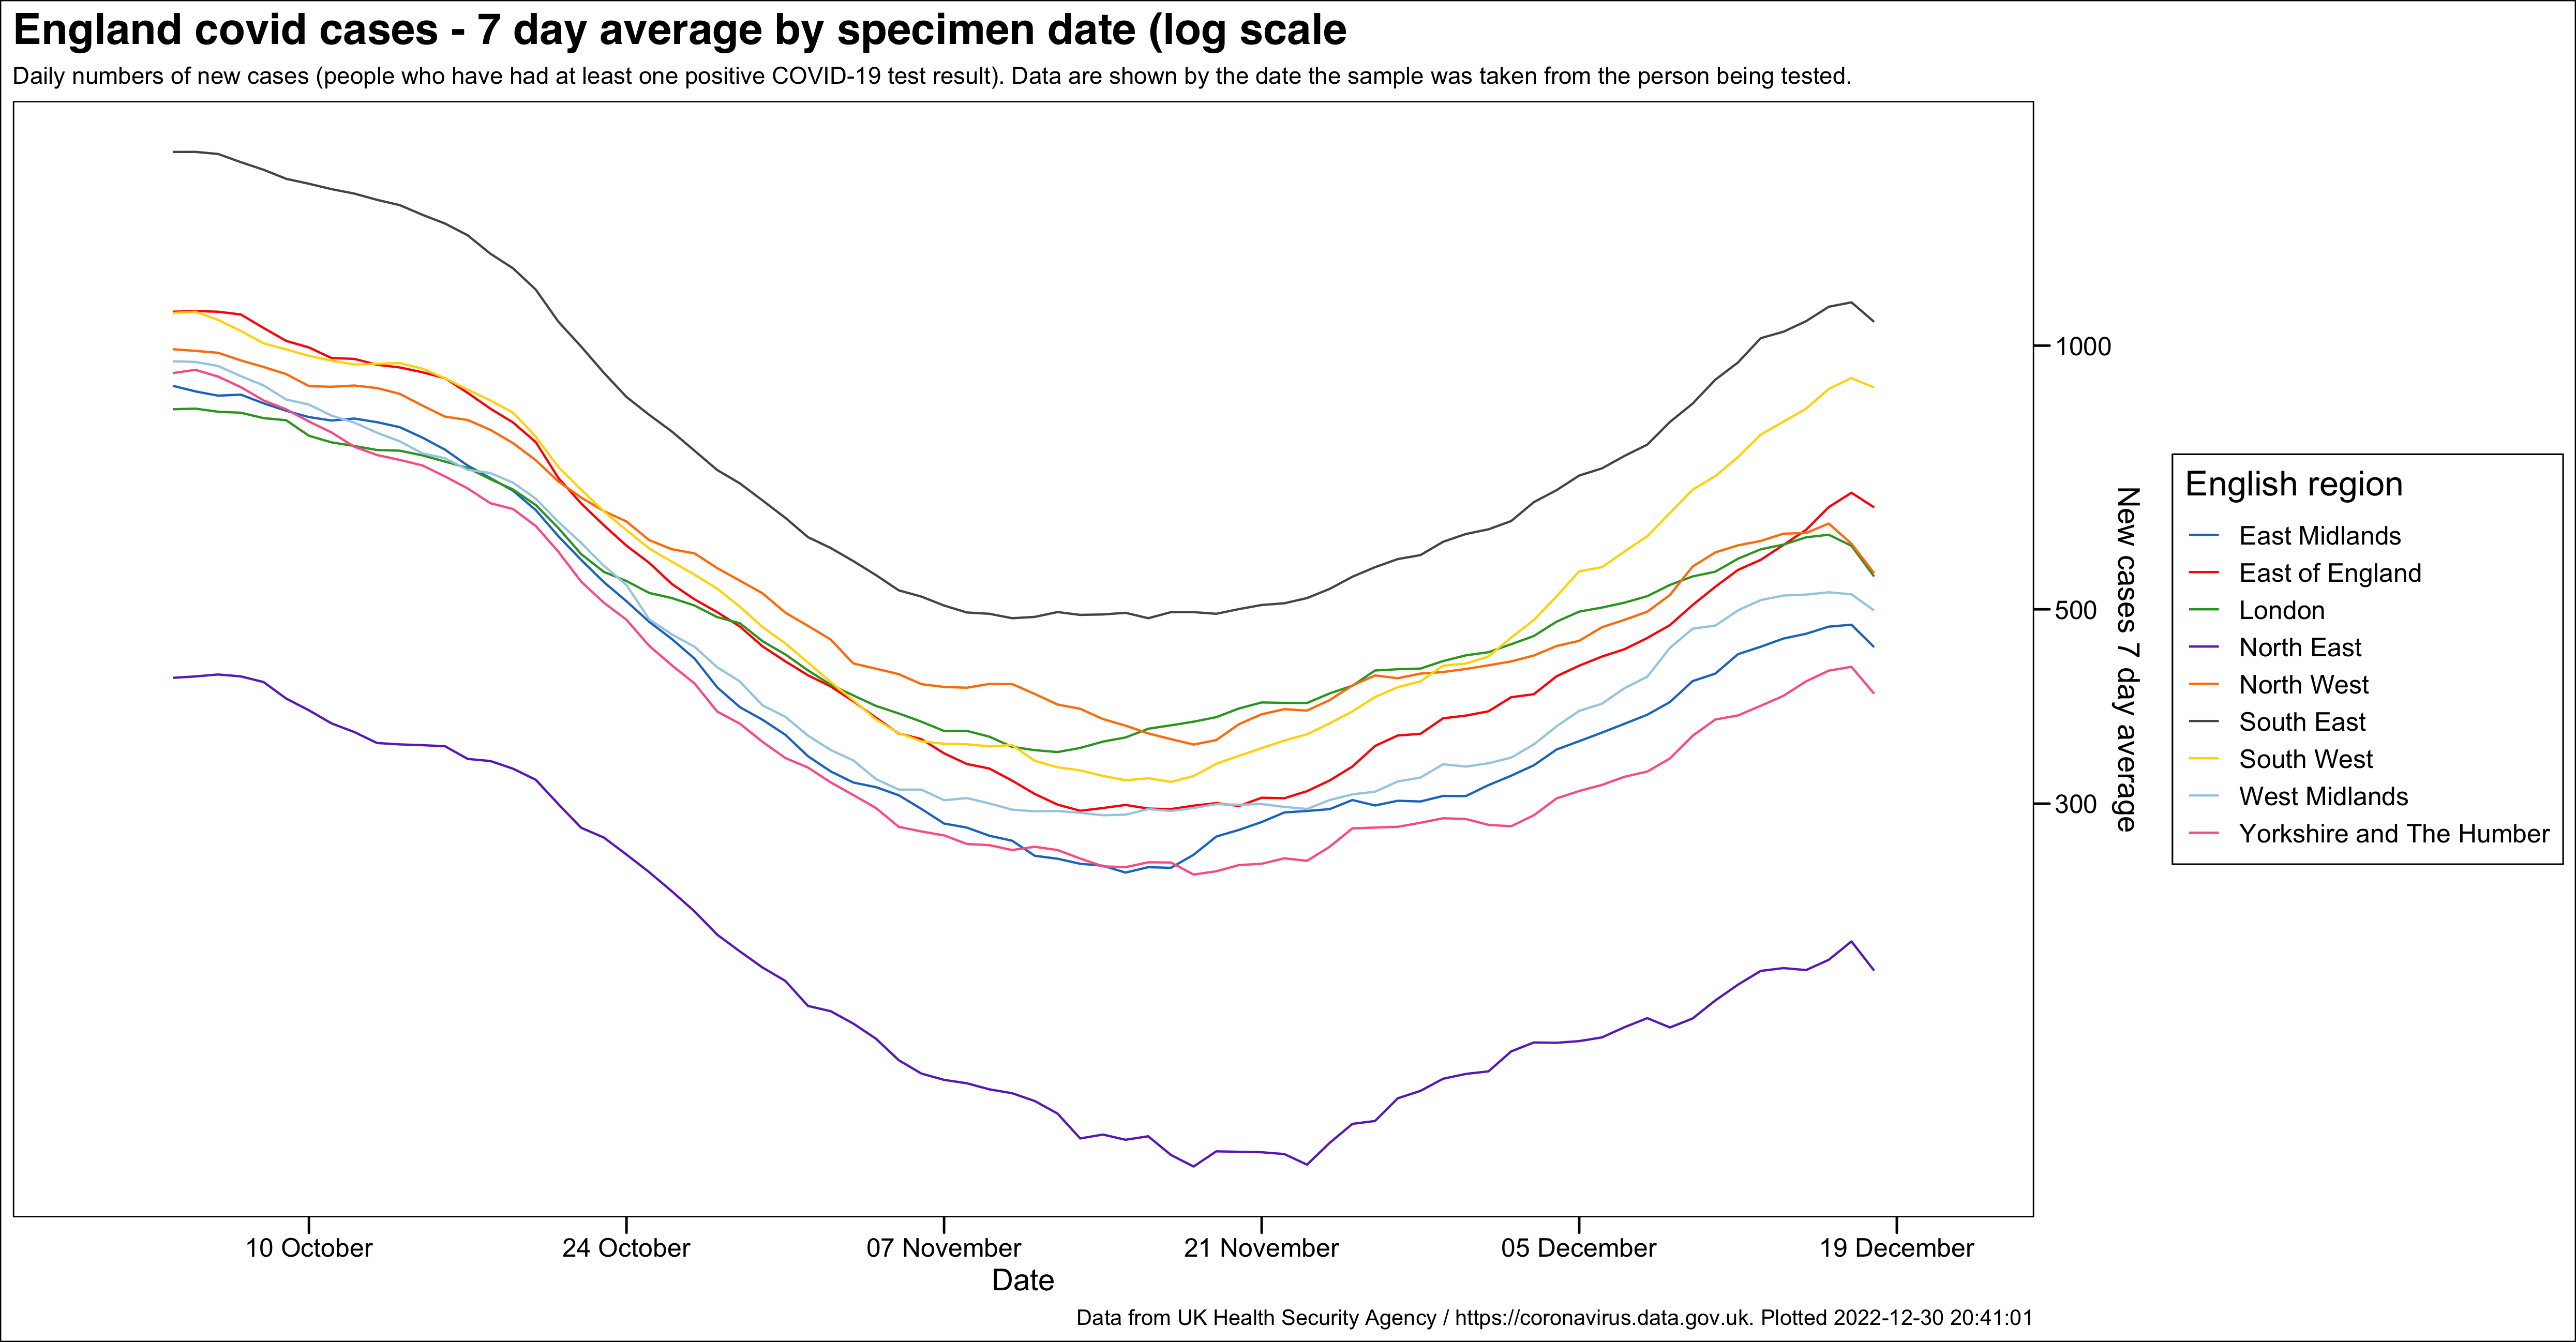 England covid cases - 7 day average by specimen date (log scale
Daily numbers of new cases (people who have had at least one positive COVID-19 test result). Data are shown by the date the sample was taken from the person being tested.
1000
500
300
New cases 7 day average
English region
East Midlands
East of England
London
North East
North West
South East
South West
West Midlands
Yorkshire and The Humber
10 October
24 October
07 November
21 November
05 December
19 December
Date
Data from UK Health Security Agency / https://coronavirus.data.gov.uk. Plotted 2022-12-30 20:41:01